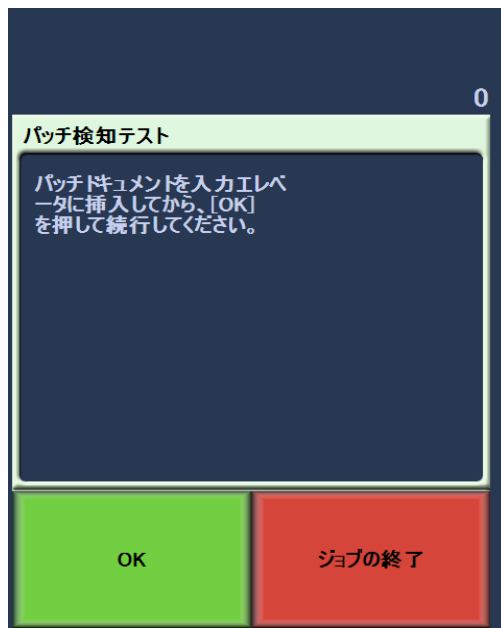 0
パッチ検知テスト
パッチドキュメントを入力エレベ
ータに挿入してから、[OK]
を押して続行してください。
OK
ジョブの終了